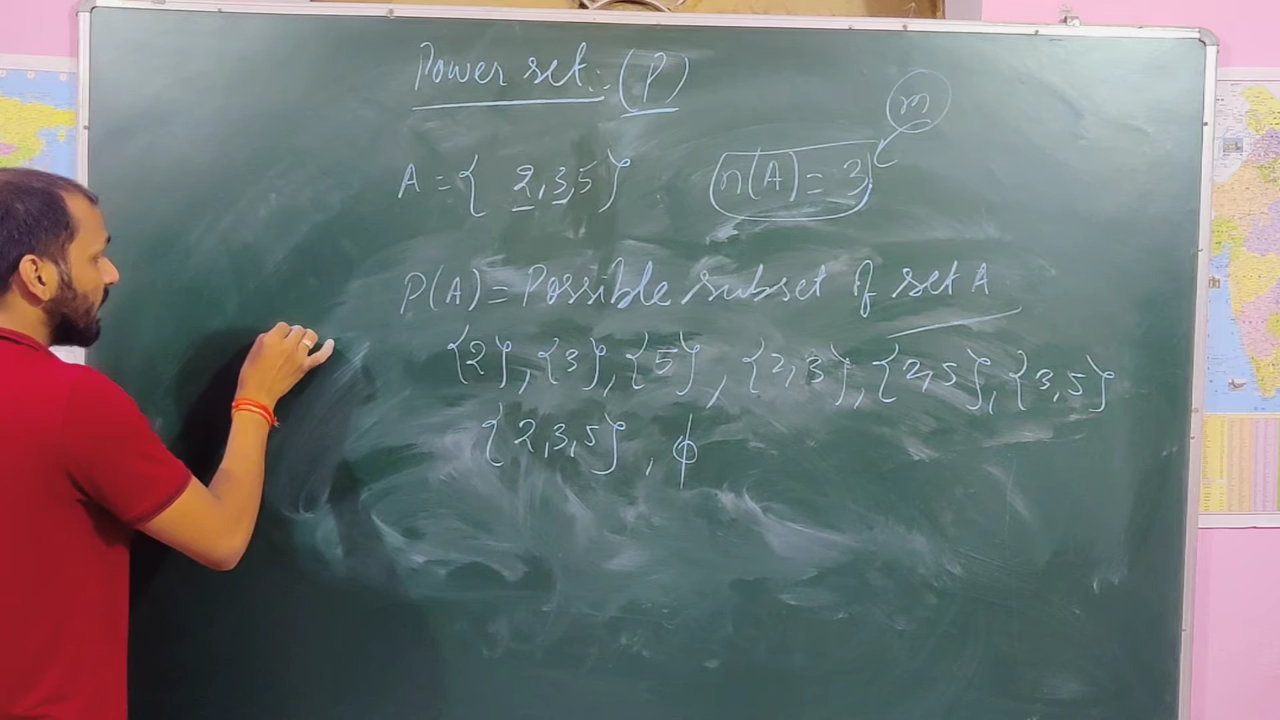 Power set:- (P)
m
A = { 2, 3, 5 } n(A) = 3
P(A) = Possible subset of set A
{2}, {3}, {5}, {2,3}, {2,5}, {3,5}
{2,3,5}, ϕ